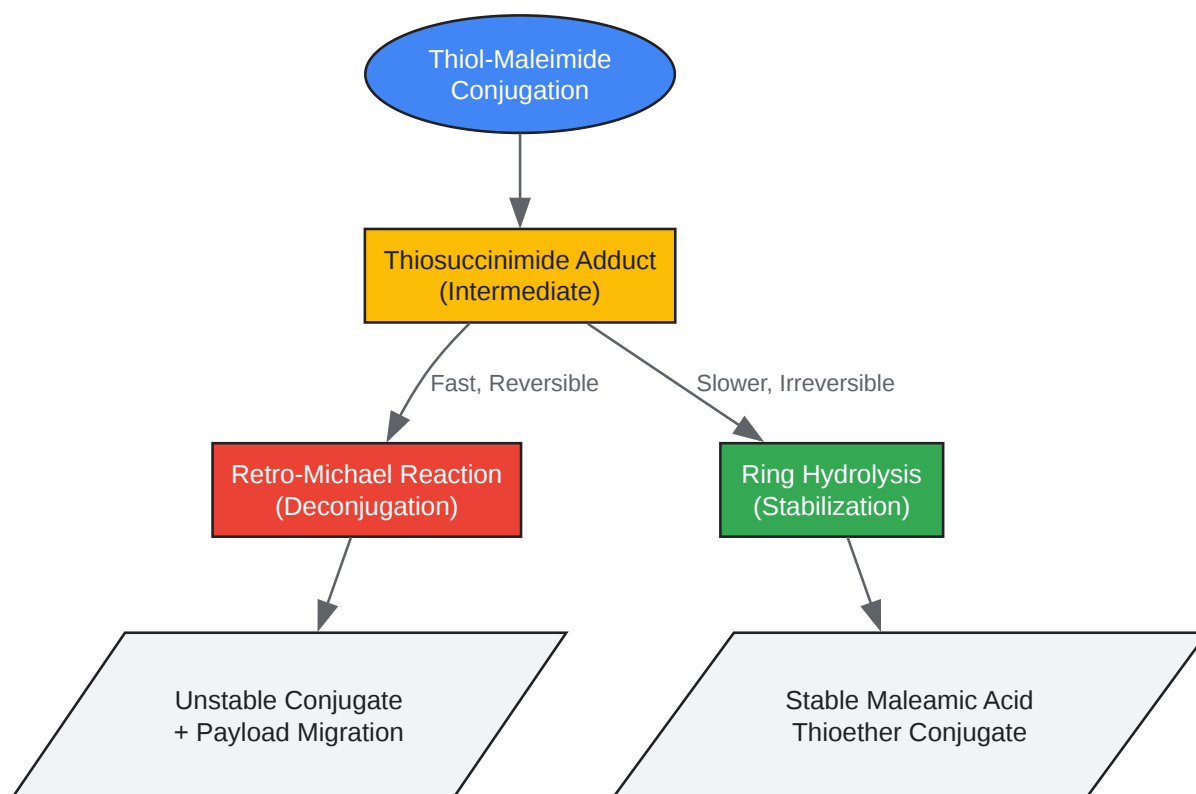 Thiol-Maleimide
Conjugation
Thiosuccinimide Adduct
(Intermediate)
Fast, Reversible
Slower, Irreversible
Retro-Michael Reaction
(Deconjugation)
Ring Hydrolysis
(Stabilization)
Unstable Conjugate
+ Payload Migration
Stable Maleamic Acid
Thioether Conjugate